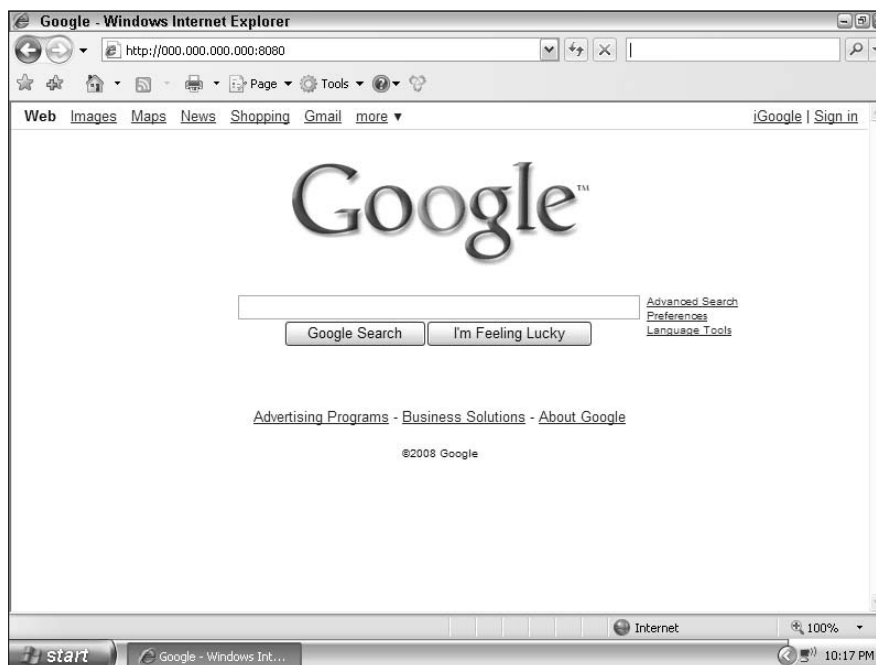 Google - Windows Internet Explorer
http://000.000.000.000:8080
Page Tools
Web Images Maps News Shopping Gmail more ▼ iGoogle | Sign in
Google™
Advanced Search
Preferences
Language Tools
Google Search I'm Feeling Lucky
Advertising Programs - Business Solutions - About Google
©2008 Google
Internet 100%
start Google - Windows Int... 10:17 PM